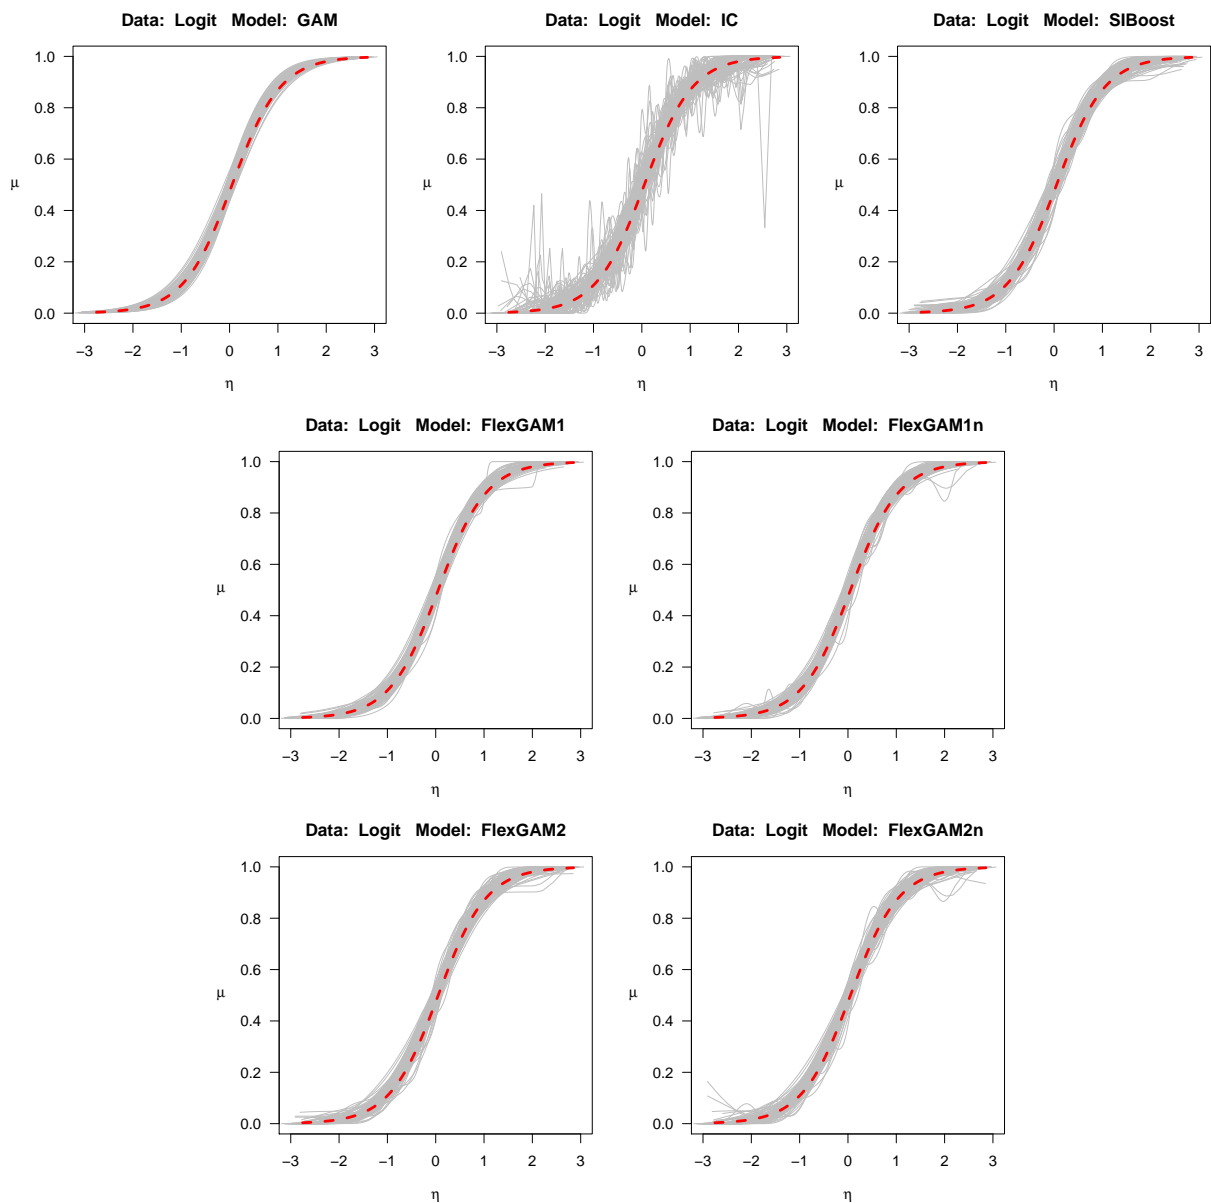 Data: Logit Model: GAM
Data: Logit Model: IC
Data: Logit Model: SIBoost
1.0
0.8
0.6
0.4
0.2
0.0
μ
−3 −2 −1 0 1 2 3
η
1.0
0.8
0.6
0.4
0.2
0.0
μ
−3 −2 −1 0 1 2 3
η
1.0
0.8
0.6
0.4
0.2
0.0
μ
−3 −2 −1 0 1 2 3
η
Data: Logit Model: FlexGAM1
Data: Logit Model: FlexGAM1n
1.0
0.8
0.6
0.4
0.2
0.0
μ
−3 −2 −1 0 1 2 3
η
1.0
0.8
0.6
0.4
0.2
0.0
μ
−3 −2 −1 0 1 2 3
η
Data: Logit Model: FlexGAM2
Data: Logit Model: FlexGAM2n
1.0
0.8
0.6
0.4
0.2
0.0
μ
−3 −2 −1 0 1 2 3
η
1.0
0.8
0.6
0.4
0.2
0.0
μ
−3 −2 −1 0 1 2 3
η